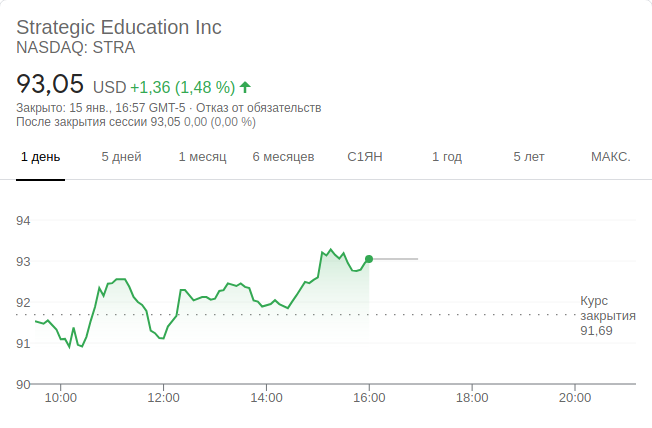 Strategic Education Inc
NASDAQ: STRA
93,05 USD +1,36 (1,48 %)
Закрыто: 15 янв., 16:57 GMT-5 · Отказ от обязательств
После закрытия сессии 93,05 0,00 (0,00 %)
1 день 5 дней 1 месяц 6 месяцев С1ЯН 1 год 5 лет МАКС.
94
93
92
Курс
закрытия
91,69
91
90
10:00 12:00 14:00 16:00 18:00 20:00